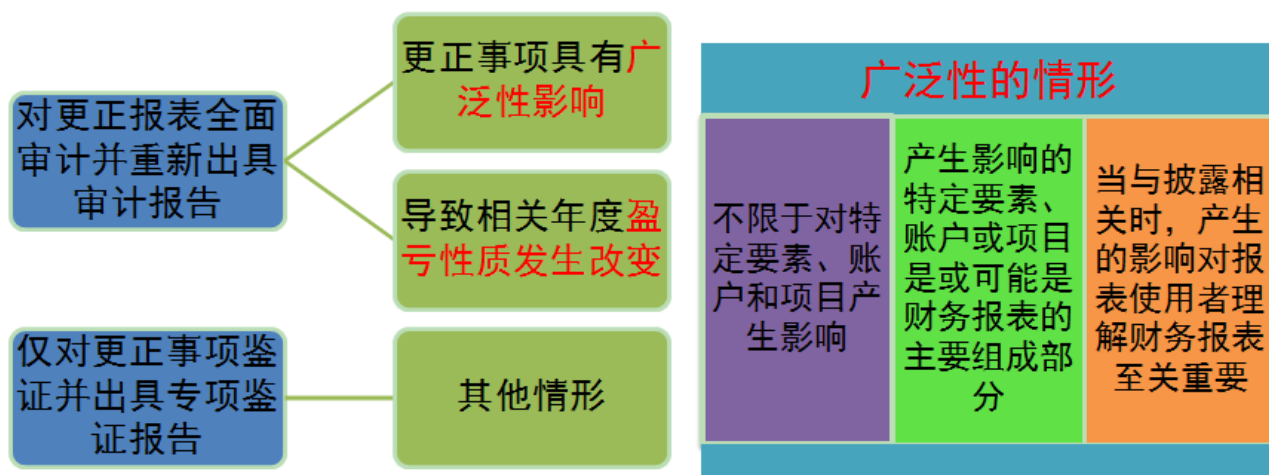 对更正报表全面
审计并重新出具
审计报告
更正事项具有广
泛性影响
导致相关年度盈
亏性质发生改变
仅对更正事项鉴
证并出具专项鉴
证报告
其他情形
广泛性的情形
不限于对特
定要素、账
户和项目产
生影响
产生影响的
特定要素、
账户或项目
是或可能是
财务报表的
主要组成部
分
当与披露相
关时，产生
的影响对报
表使用者理
解财务报表
至关重要